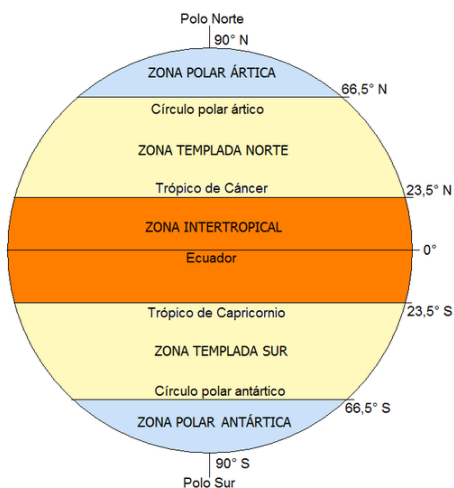 Polo Norte
90° N
ZONA POLAR ÁRTICA
66,5° N
Círculo polar ártico
ZONA TEMPLADA NORTE
Trópico de Cáncer
23,5° N
ZONA INTERTROPICAL
0°
Ecuador
Trópico de Capricornio
23,5° S
ZONA TEMPLADA SUR
Círculo polar antártico
66,5° S
ZONA POLAR ANTÁRTICA
90° S
Polo Sur